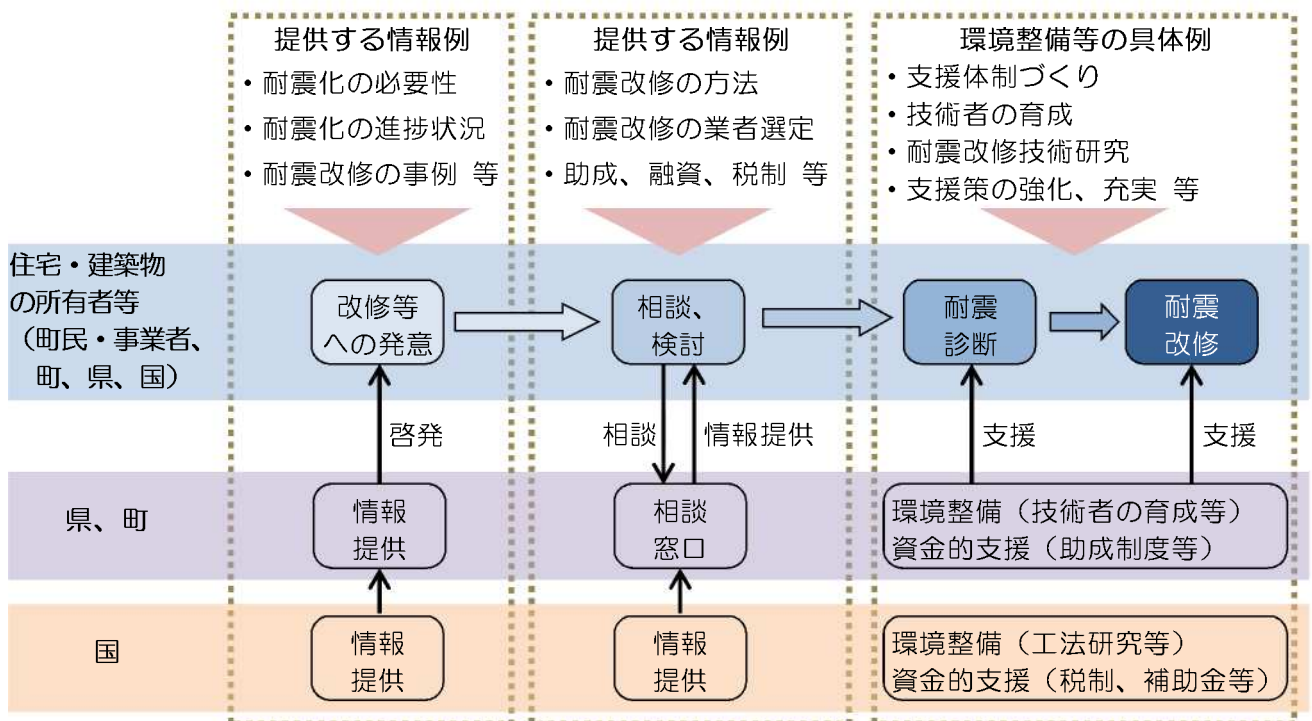 提供する情報例
・耐震化の必要性
・耐震化の進捗状況
・耐震改修の事例 等
提供する情報例
・耐震改修の方法
・耐震改修の業者選定
・助成、融資、税制 等
環境整備等の具体例
・支援体制づくり
・技術者の育成
・耐震改修技術研究
・支援策の強化、充実 等
住宅・建築物
の所有者等
（町民・事業者、
町、県、国）
改修等
への発意
相談、
検討
耐震
診断
耐震
改修
啓発
相談
情報提供
支援
支援
県、町
情報
提供
相談
窓口
環境整備（技術者の育成等）
資金的支援（助成制度等）
国
情報
提供
情報
提供
環境整備（工法研究等）
資金的支援（税制、補助金等）